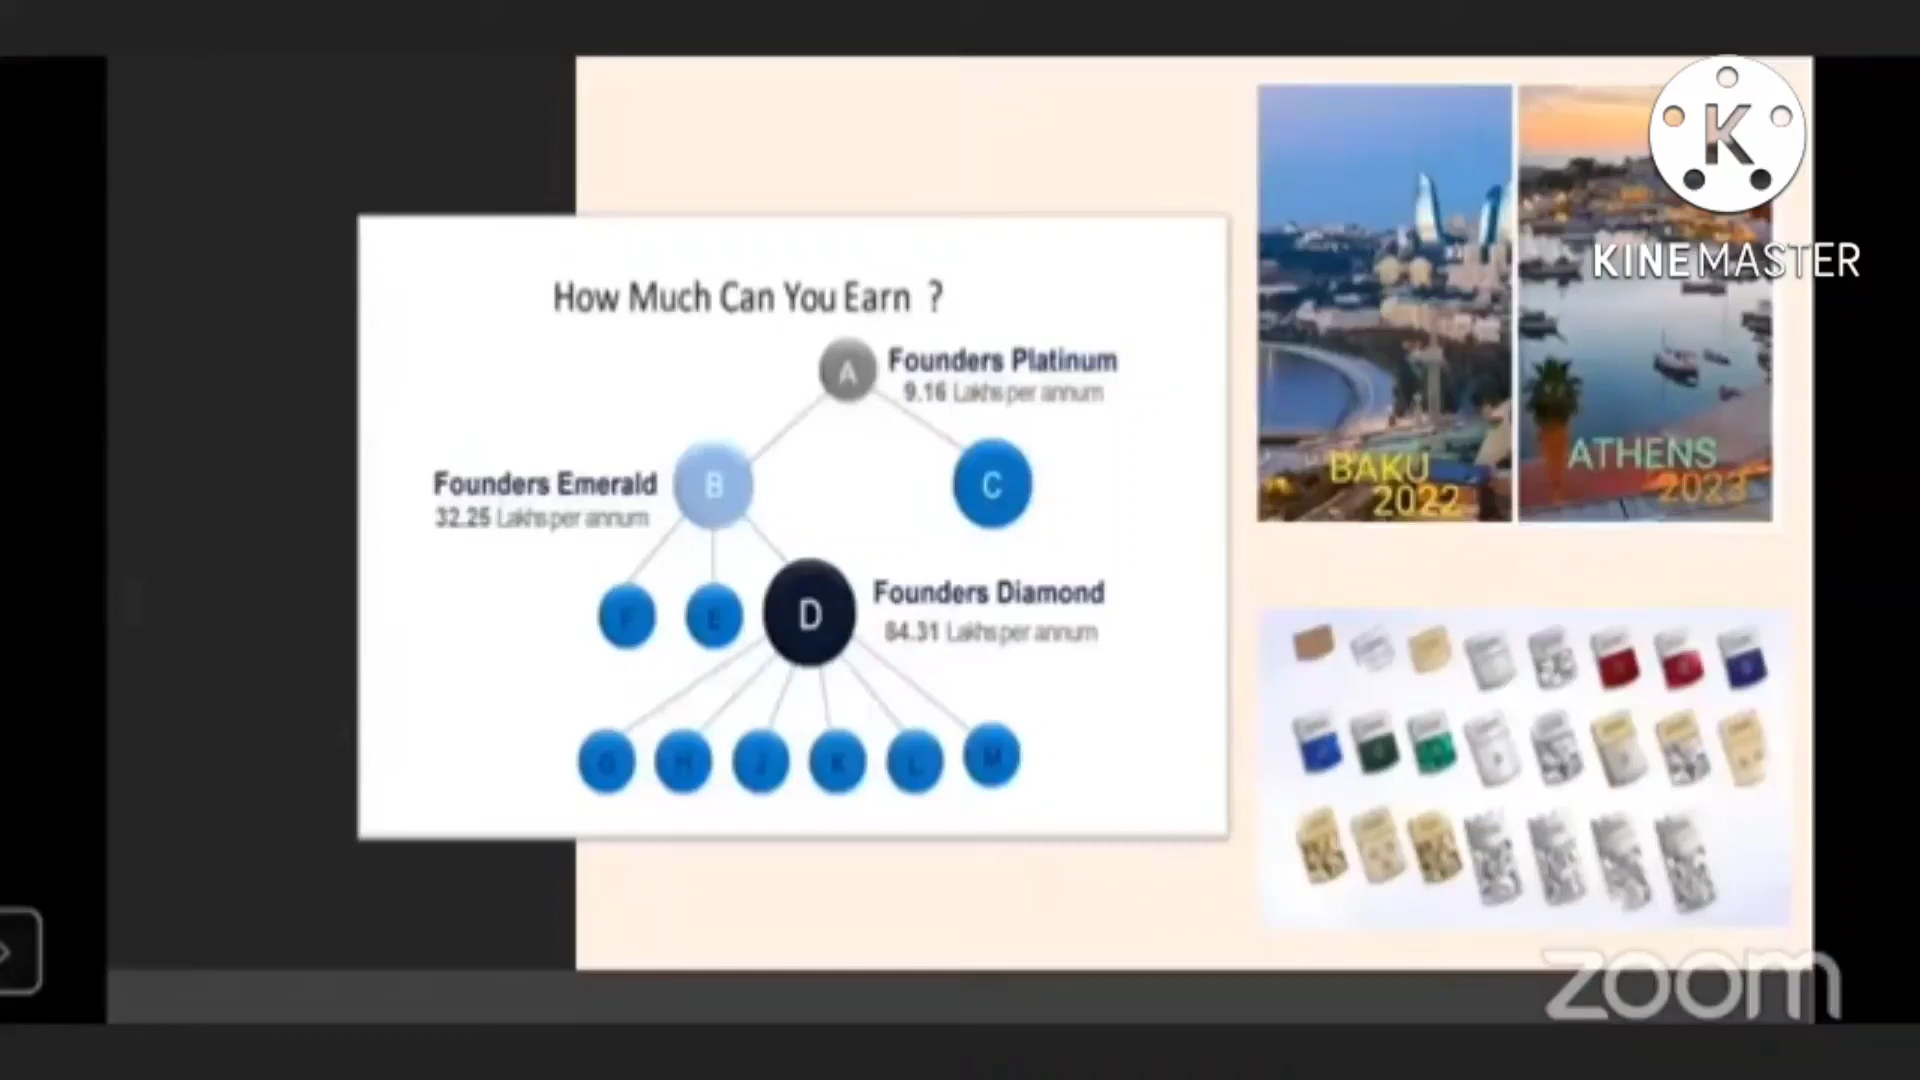 How Much Can You Earn ?
A
Founders Platinum
9.16 Lakhs per annum
Founders Emerald
32.25 Lakhs per annum
B
C
F
E
D
Founders Diamond
84.31 Lakhs per annum
G
H
J
K
L
M
BAKU
2022
ATHENS
2023
K
KINEMASTER
zoom